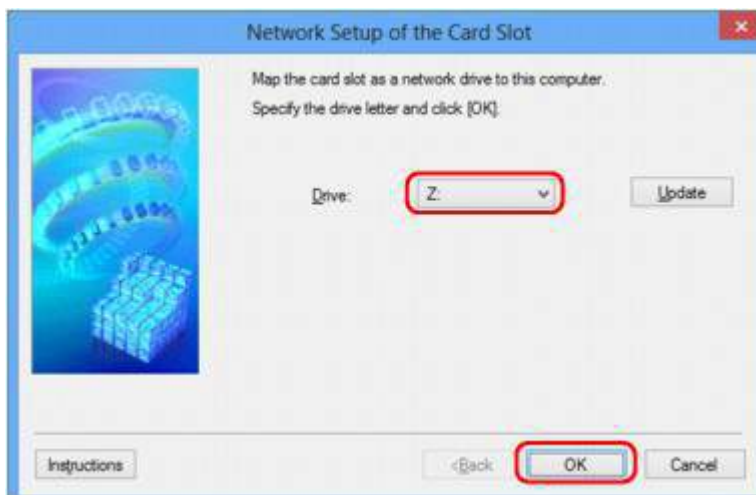 Network Setup of the Card Slot
Map the card slot as a network drive to this computer.
Specify the drive letter and click [OK].
Drive: Z: Update
Instructions <Back OK Cancel